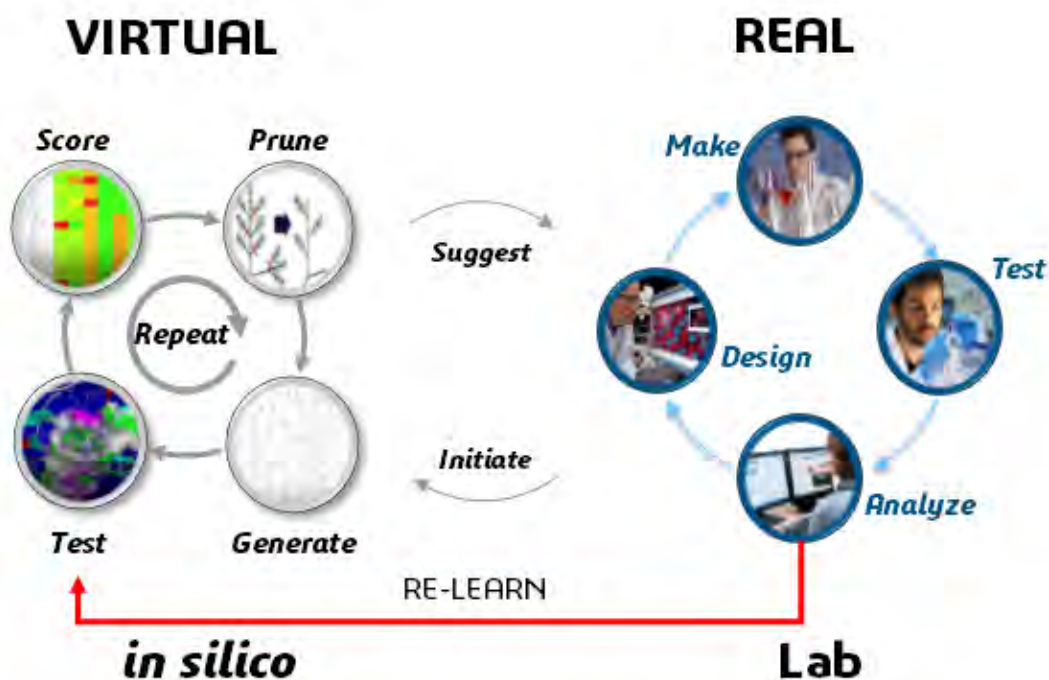 VIRTUAL
REAL
Score
Prune
Make
Suggest
Test
Repeat
Design
Initiate
Analyze
Test
Generate
RE-LEARN
in silico
Lab